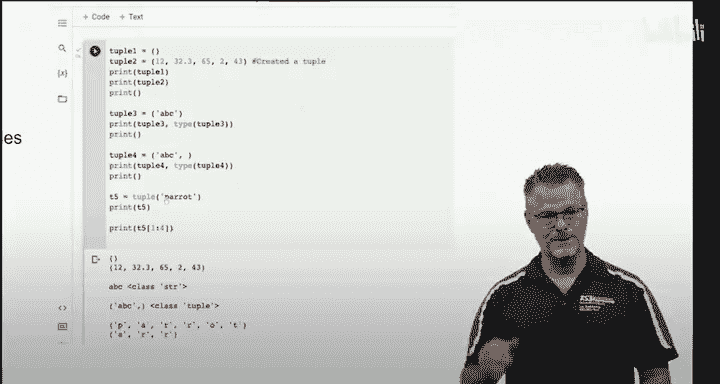 + Code + Text
es
{x}
tuple1 = ()
tuple2 = (12, 32.3, 65, 2, 43) #Created a tuple
print(tuple1)
print(tuple2)
print()
tuple3 = ('abc')
print(tuple3, type(tuple3))
print()
tuple4 = ('abc', )
print(tuple4, type(tuple4))
print()
t5 = tuple('parrot')
print(t5)
print(t5[1:4])
()
(12, 32.3, 65, 2, 43)
abc <class 'str'>
('abc',) <class 'tuple'>
('p', 'a', 'r', 'r', 'o', 't')
('a', 'r', 'r')